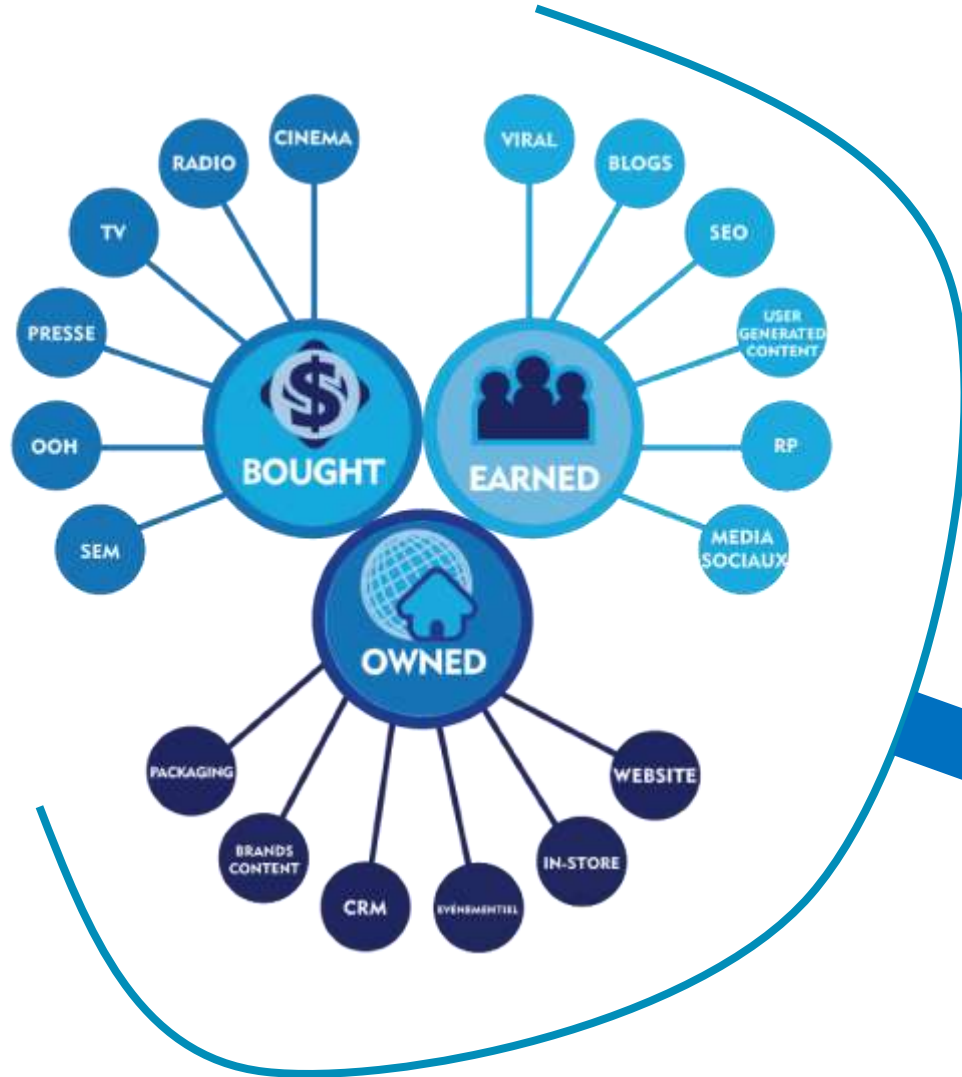 CINEMA
RADIO
TV
PRESSE
OOH
SEM
$
BOUGHT
VIRAL
BLOGS
SEO
USER
GENERATED
CONTENT
RP
MEDIA
SOCIAUX
EARNED
OWNED
PACKAGING
BRANDS
CONTENT
CRM
EVÉNEMENTIEL
IN-STORE
WEBSITE